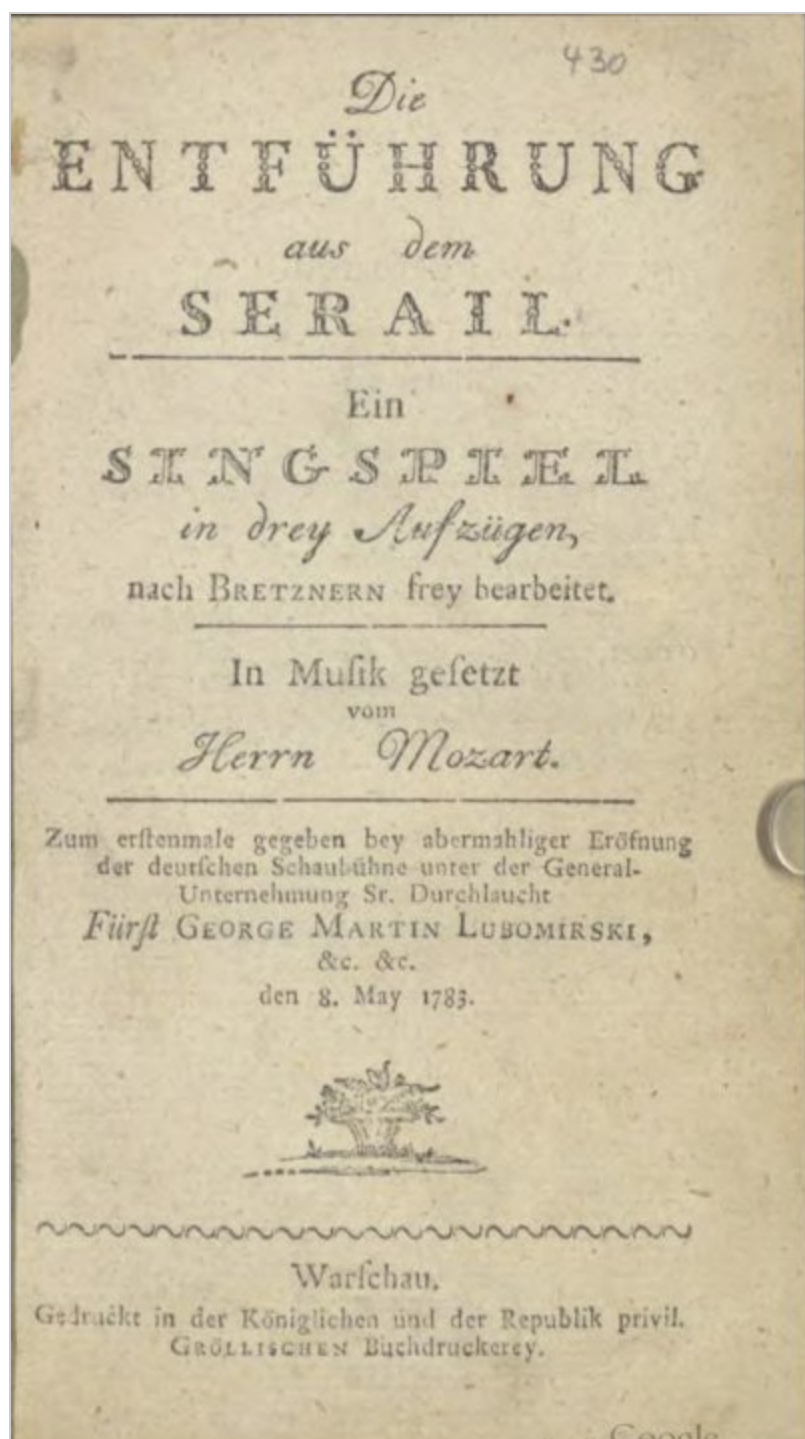 430
Die
ENTFÜHRUNG
aus dem
SERAIL.
Ein
SINGSPIEL
in drey Aufzügen,
nach BRETZNERN frey bearbeitet.
In Muſik geſetzt
vom
Herrn Mozart.
Zum erſtenmale gegeben bey abermahliger Eröfnung
der deutſchen Schaubühne unter der General-
Unternehmung Sr. Durchlaucht
Fürſt GEORGE MARTIN LUBOMIRSKI,
&c. &c.
den 8. May 1783.
Warſchau,
Gedruckt in der Königlichen und der Republik privil.
GRÖLLISCHEN Buchdruckerey.
Google